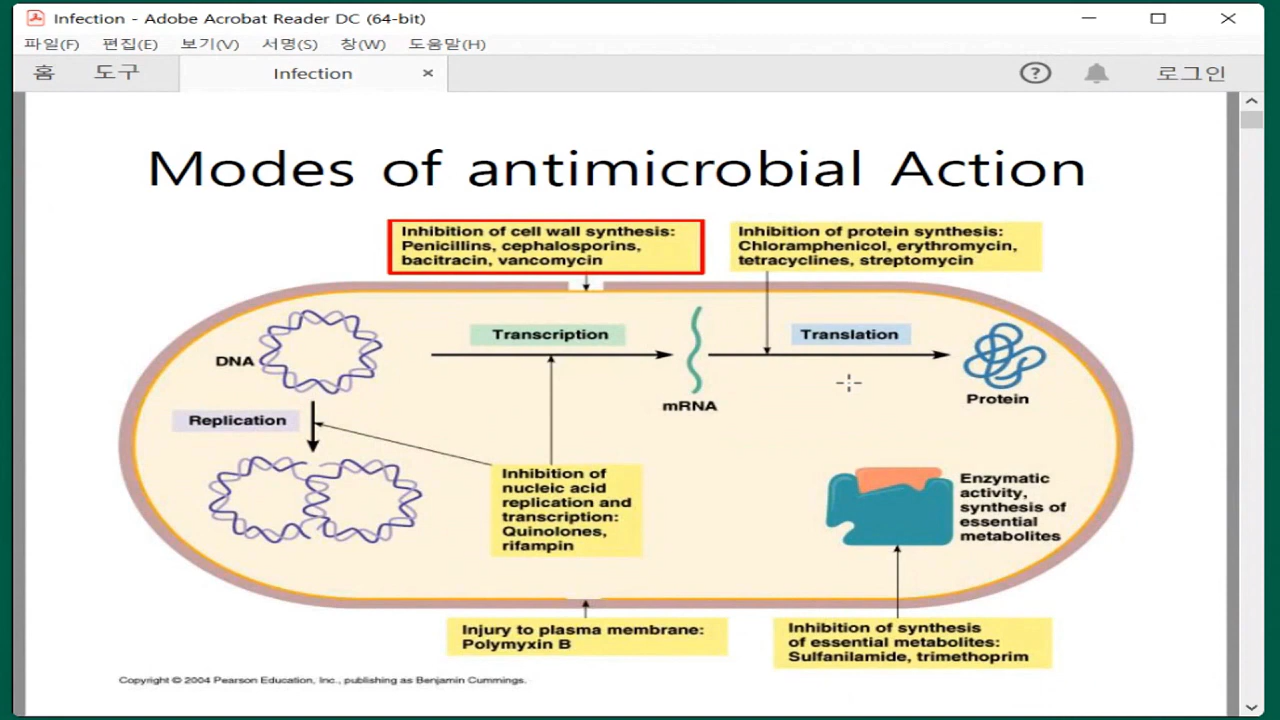 Infection - Adobe Acrobat Reader DC (64-bit)
파일(F) 편집(E) 보기(V) 서명(S) 창(W) 도움말(H)
홈 도구 Infection × ? 로그인
Modes of antimicrobial Action
Inhibition of cell wall synthesis:
Penicillins, cephalosporins,
bacitracin, vancomycin
Inhibition of protein synthesis:
Chloramphenicol, erythromycin,
tetracyclines, streptomycin
DNA
Transcription
mRNA
Translation
Protein
Replication
Inhibition of
nucleic acid
replication and
transcription:
Quinolones,
rifampin
Enzymatic
activity,
synthesis of
essential
metabolites
Injury to plasma membrane:
Polymyxin B
Inhibition of synthesis
of essential metabolites:
Sulfanilamide, trimethoprim
Copyright © 2004 Pearson Education, Inc., publishing as Benjamin Cummings.